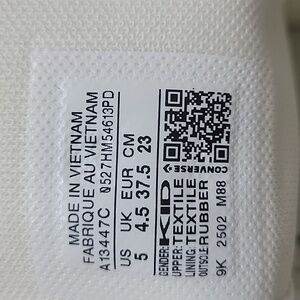 MADE IN VIETNAM
FABRIQUE AU VIETNAM
A13447C 0527HM54613PD
US UK EUR CM
5 4.5 37.5 23
GENDER: KID
UPPER: TEXTILE
LINING: TEXTILE
OUTSOLE: RUBBER
9K 2502 M88
CONVERSE